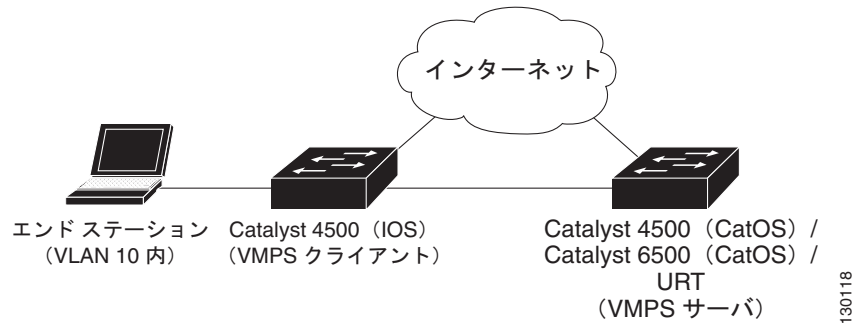 インターネット
エンド ステーション
（VLAN 10 内）
Catalyst 4500（IOS）
（VMPS クライアント）
Catalyst 4500（CatOS）/
Catalyst 6500（CatOS）/
URT
（VMPS サーバ）
130118